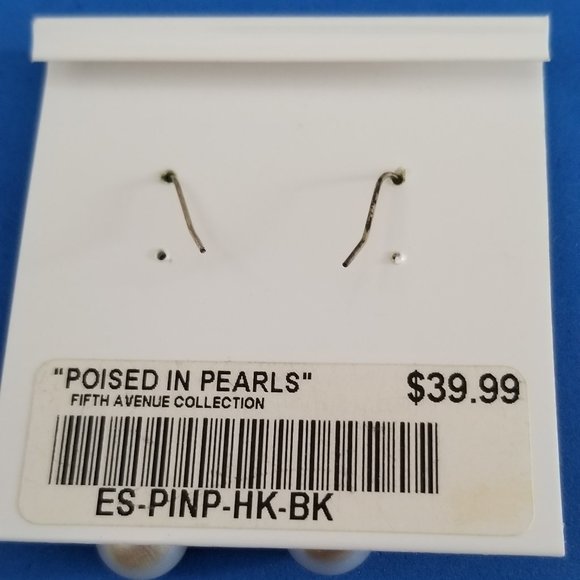 "POISED IN PEARLS" $39.99
FIFTH AVENUE COLLECTION
ES-PINP-HK-BK